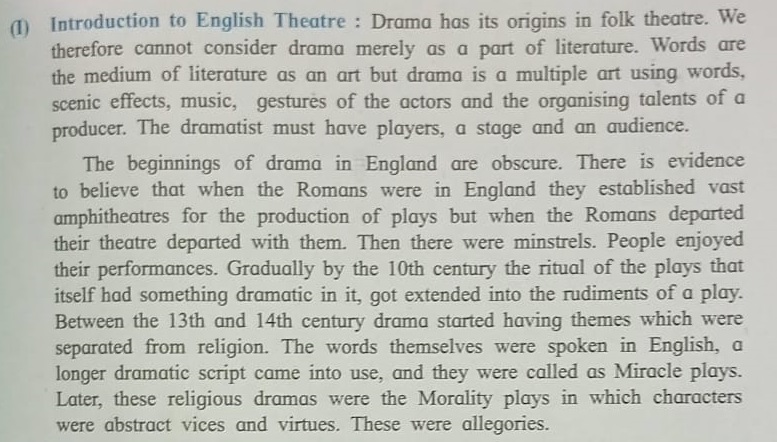 (1) Introduction to English Theatre : Drama has its origins in folk theatre. We
therefore cannot consider drama merely as a part of literature. Words are
the medium of literature as an art but drama is a multiple art using words,
scenic effects, music, gestures of the actors and the organising talents of a
producer. The dramatist must have players, a stage and an audience.
The beginnings of drama in England are obscure. There is evidence
to believe that when the Romans were in England they established vast
amphitheatres for the production of plays but when the Romans departed
their theatre departed with them. Then there were minstrels. People enjoyed
their performances. Gradually by the 10th century the ritual of the plays that
itself had something dramatic in it, got extended into the rudiments of a play.
Between the 13th and 14th century drama started having themes which were
separated from religion. The words themselves were spoken in English, a
longer dramatic script came into use, and they were called as Miracle plays.
Later, these religious dramas were the Morality plays in which characters
were abstract vices and virtues. These were allegories.